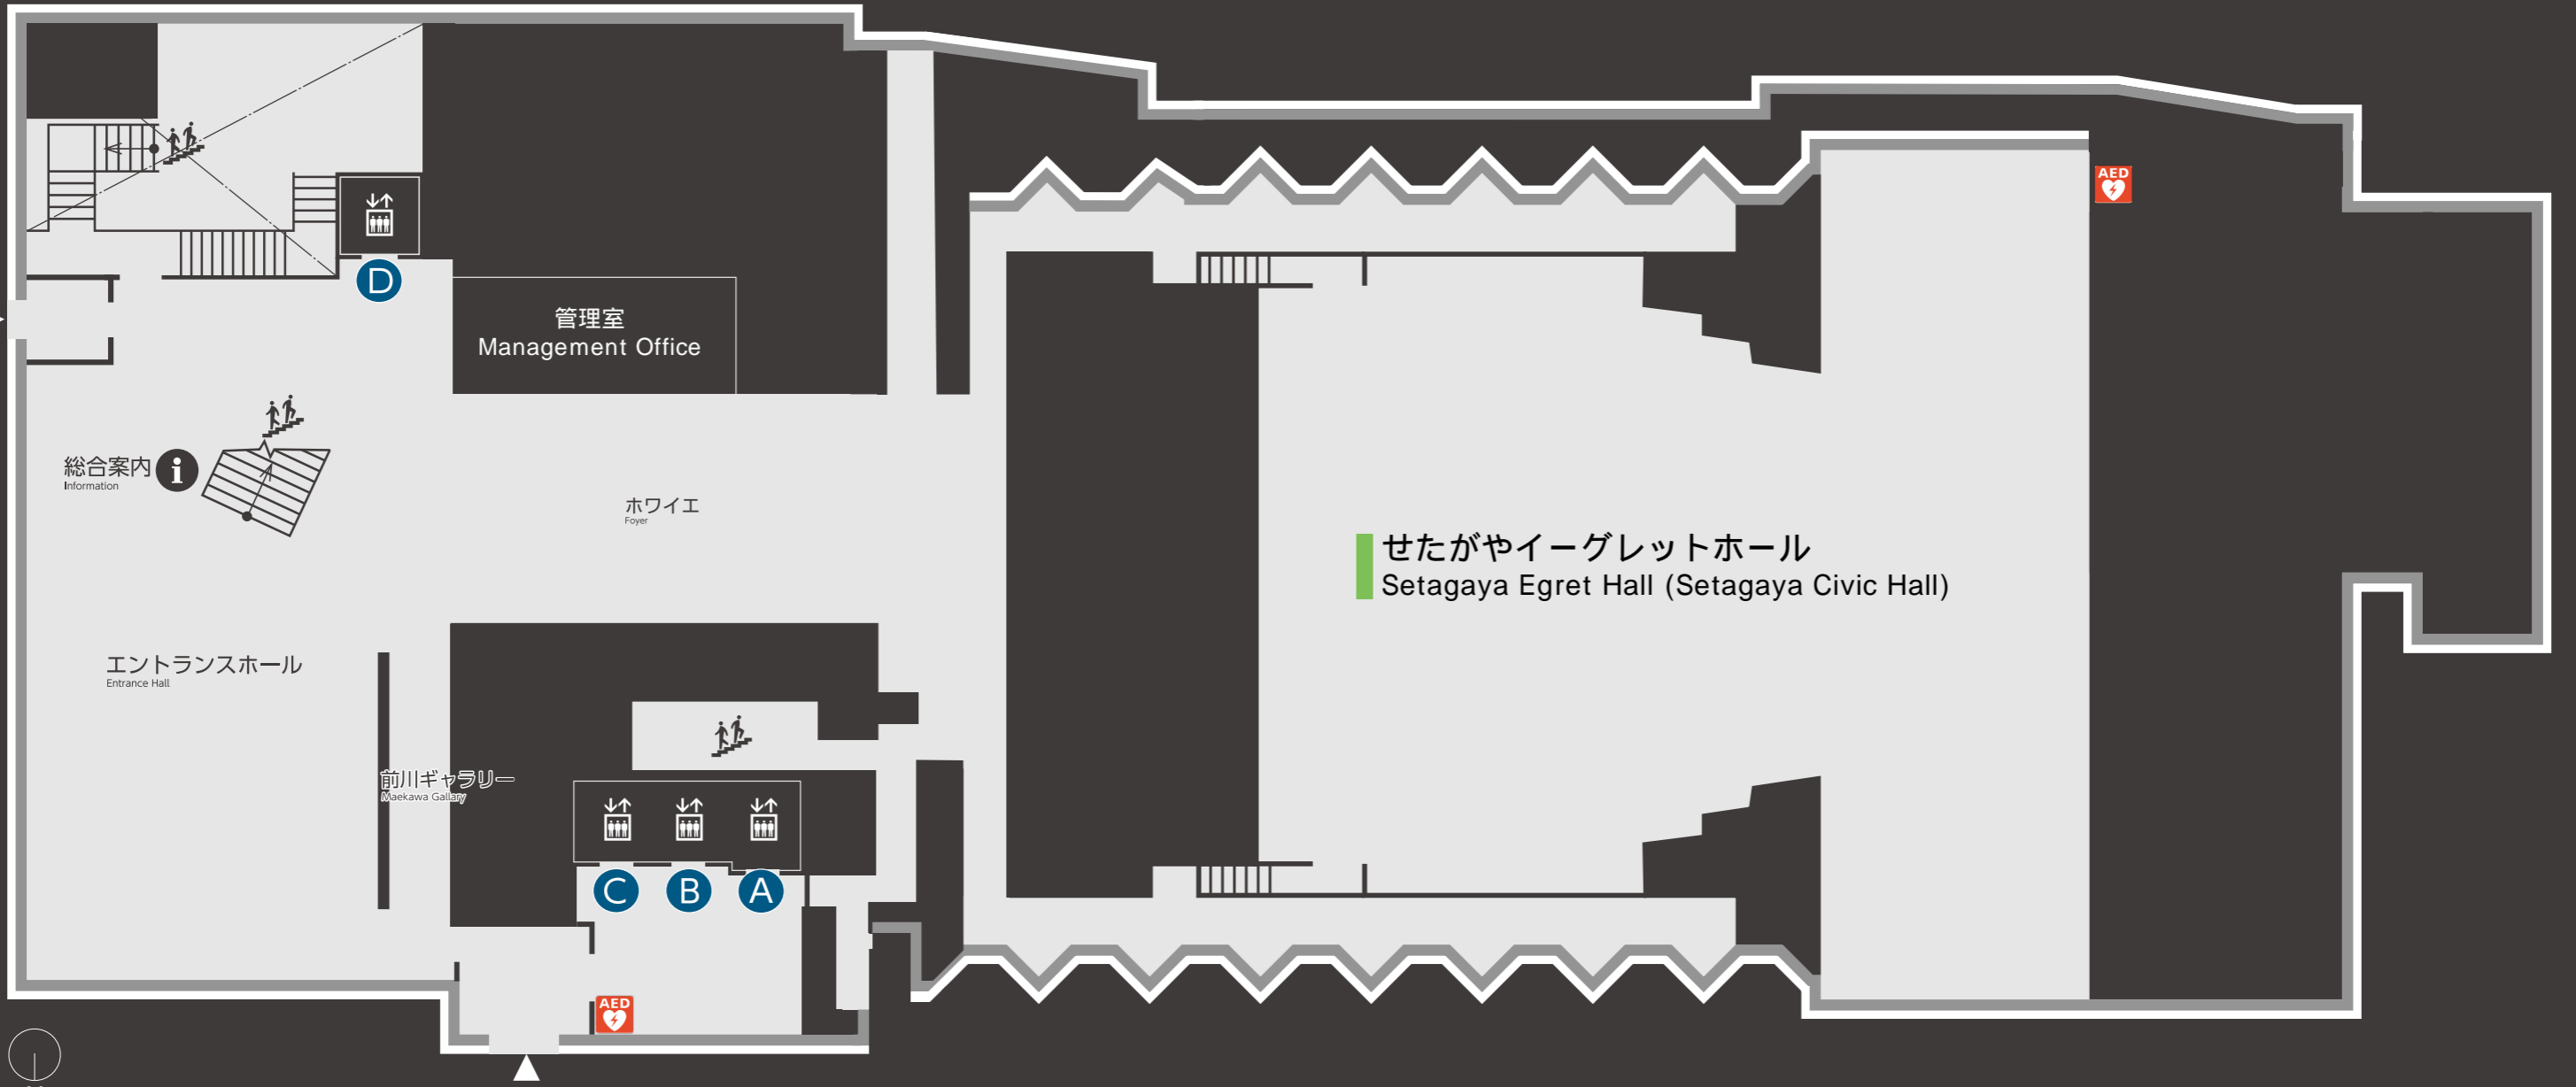 AED
D
管理室
Management Office
総合案内
Information
i
ホワイエ
Foyer
せたがやイーグレットホール
Setagaya Egret Hall (Setagaya Civic Hall)
エントランスホール
Entrance Hall
前川ギャラリー
Maekawa Gallary
C
B
A
AED